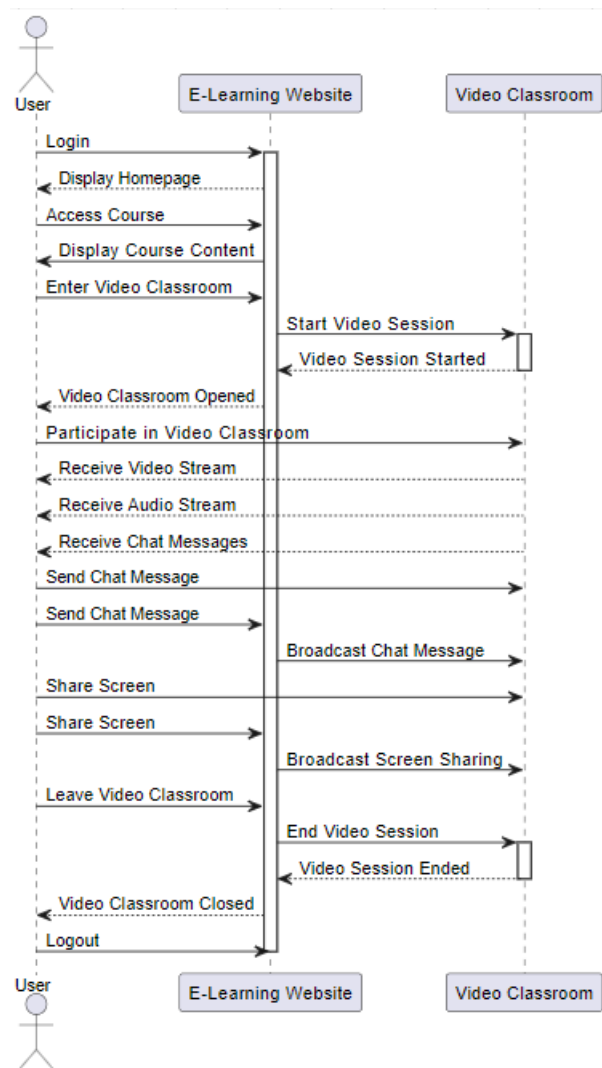 User
E-Learning Website
Video Classroom
Login
Display Homepage
Access Course
Display Course Content
Enter Video Classroom
Start Video Session
Video Session Started
Video Classroom Opened
Participate in Video Classroom
Receive Video Stream
Receive Audio Stream
Receive Chat Messages
Send Chat Message
Send Chat Message
Broadcast Chat Message
Share Screen
Share Screen
Broadcast Screen Sharing
Leave Video Classroom
End Video Session
Video Session Ended
Video Classroom Closed
Logout
User
E-Learning Website
Video Classroom